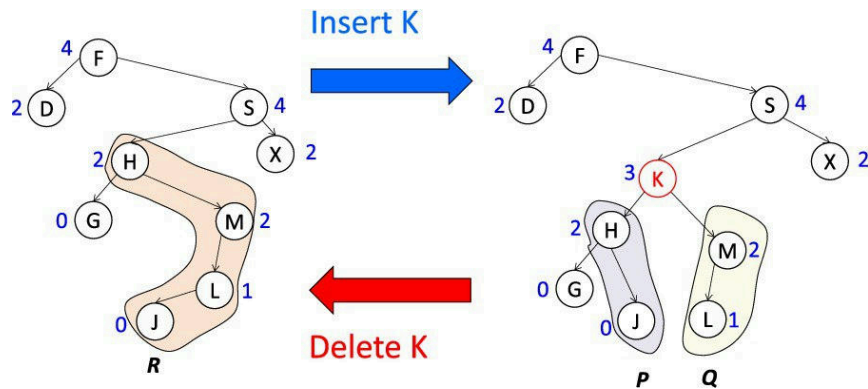 Insert K
4 F
2 D
S 4
2 H
X 2
0 G
M 2
L 1
0 J
R
4 F
2 D
S 4
3 K
X 2
2 H
M 2
0 G
0 J
L 1
P Q
Delete K